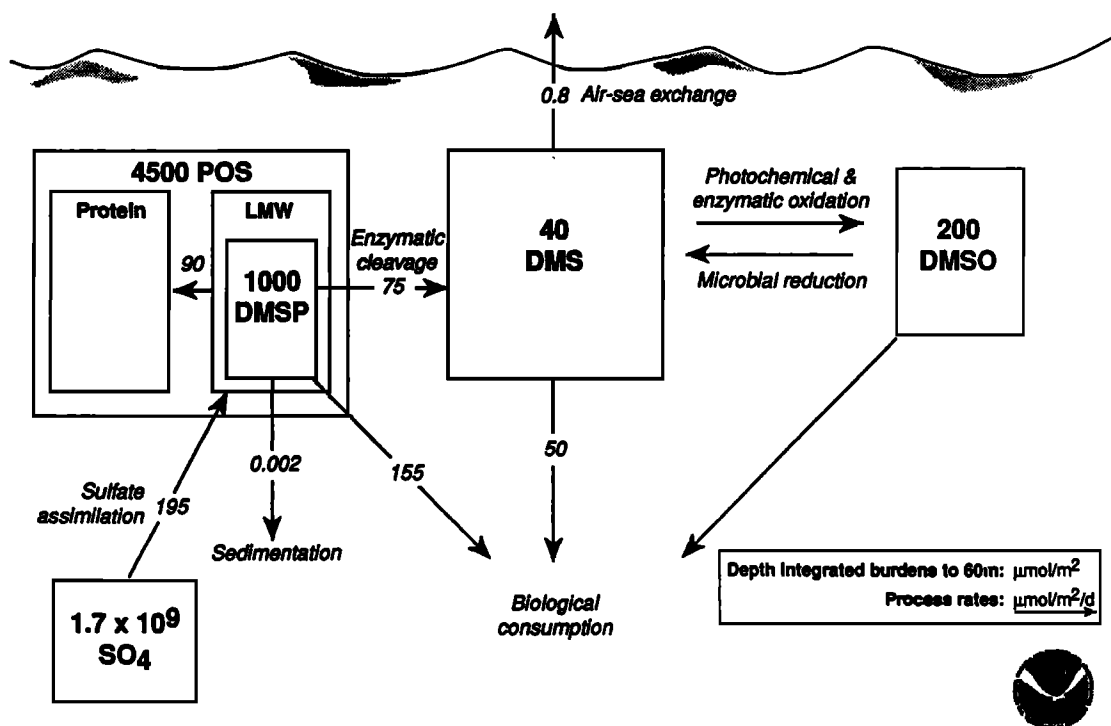 0.8 Air-sea exchange
4500 POS
Protein
LMW
90
1000
DMSP
Enzymatic
cleavage
75
40
DMS
Photochemical &
enzymatic oxidation
Microbial reduction
200
DMSO
0.002
155
50
Sulfate
assimilation
195
Sedimentation
Biological
consumption
1.7 x 10⁹
SO₄
Depth Integrated burdens to 60m: µmol/m²
Process rates: µmol/m²/d